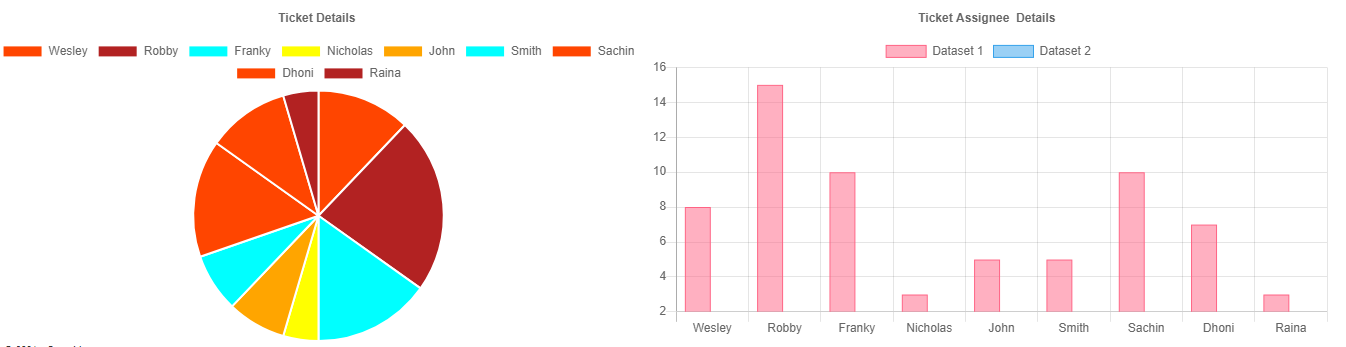 Ticket Details
Wesley Robby Franky Nicholas John Smith Sachin
Dhoni Raina
Ticket Assignee Details
Dataset 1 Dataset 2
16
14
12
10
8
6
4
2
Wesley Robby Franky Nicholas John Smith Sachin Dhoni Raina